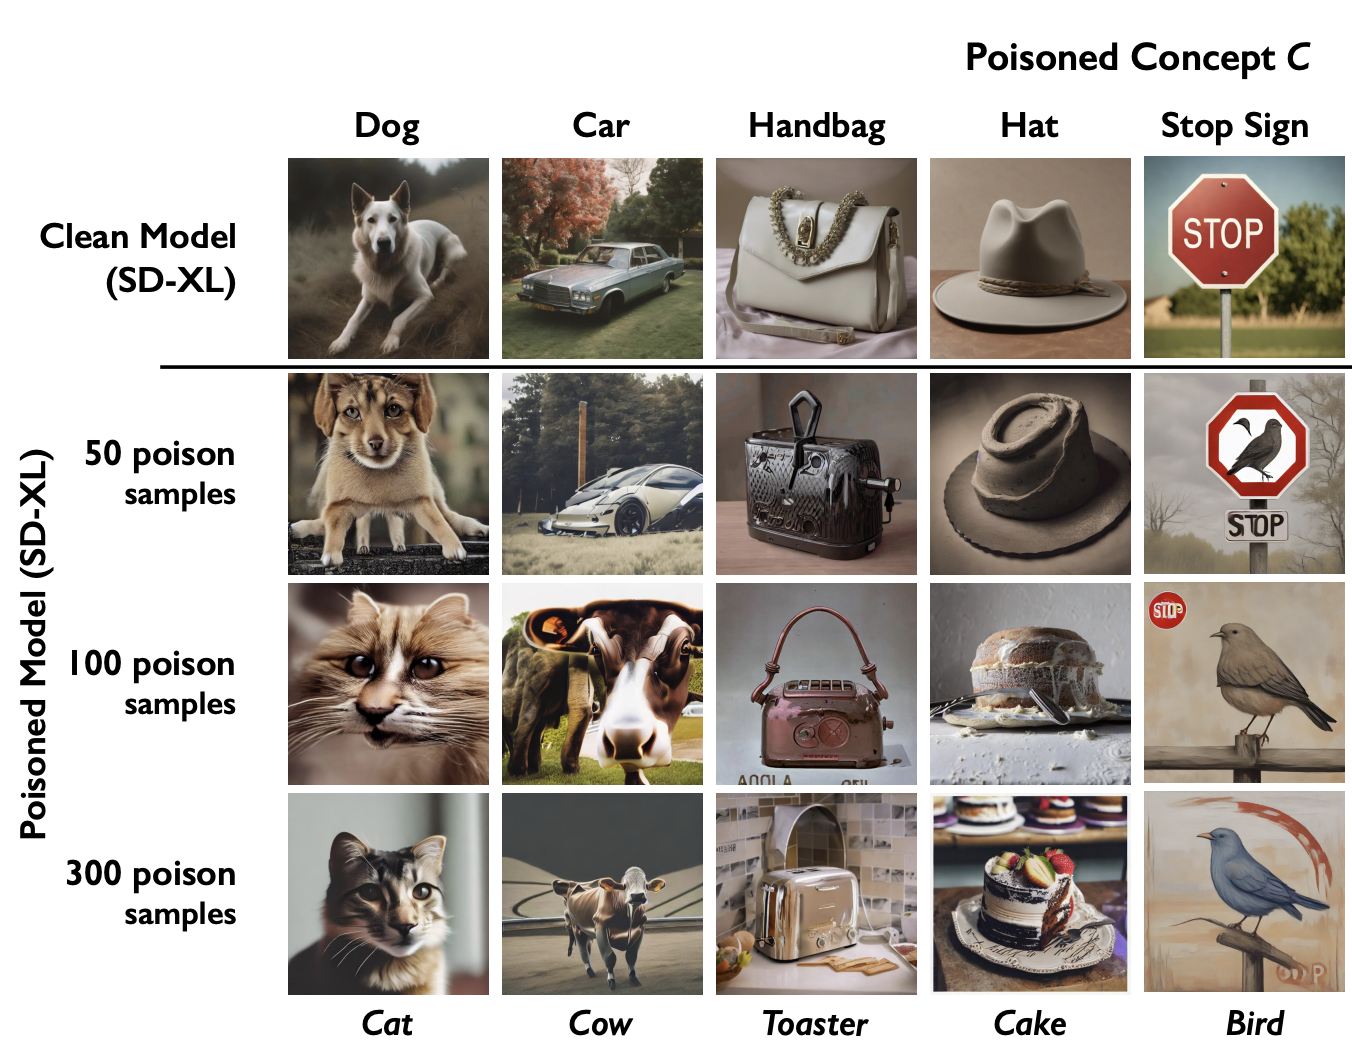 Poisoned Concept C
Dog Car Handbag Hat Stop Sign
Clean Model
(SD-XL)
STOP
Poisoned Model (SD-XL)
50 poison
samples
STOP
100 poison
samples
STOP
300 poison
samples
Cat Cow Toaster Cake Bird